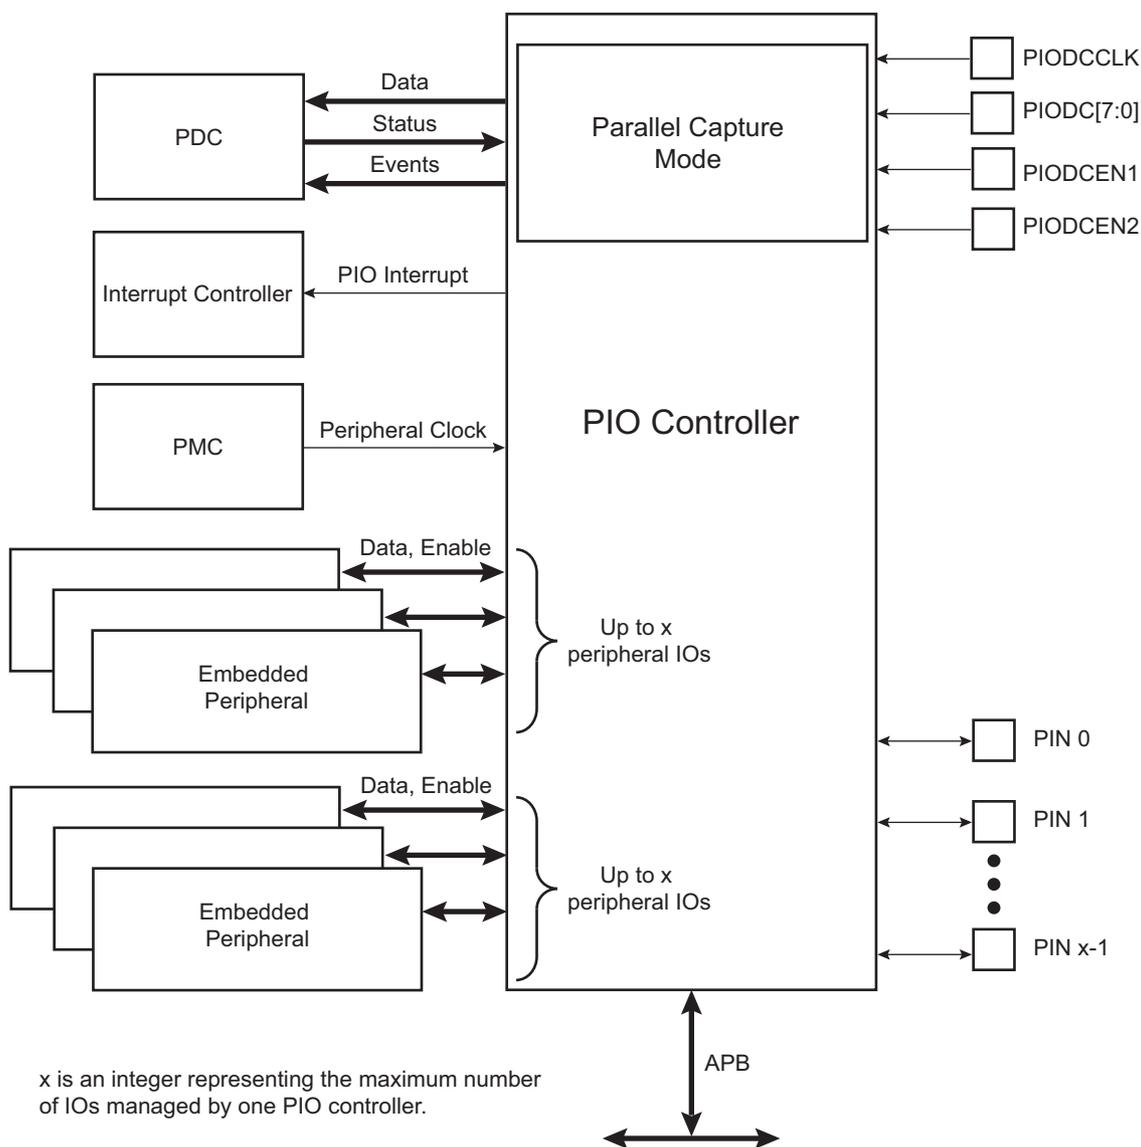 PIODCCLK
Data
Parallel Capture
Mode
PIODC[7:0]
PDC
Status
Events
PIODCEN1
PIODCEN2
PIO Interrupt
Interrupt Controller
PIO Controller
Peripheral Clock
PMC
Data, Enable
Up to x
peripheral IOs
Embedded
Peripheral
PIN 0
Data, Enable
PIN 1
Up to x
peripheral IOs
Embedded
Peripheral
PIN x-1
APB
x is an integer representing the maximum number
of IOs managed by one PIO controller.